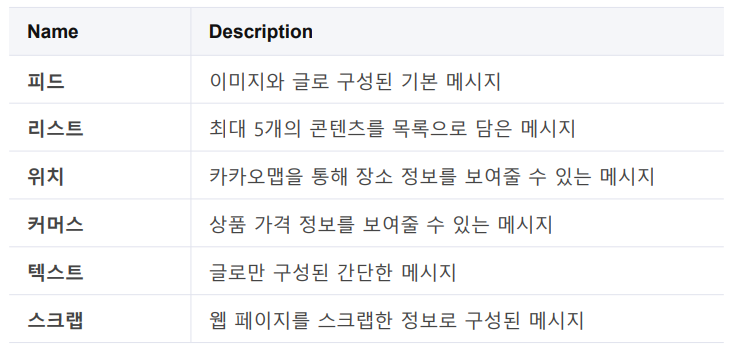 Name Description
피드 이미지와 글로 구성된 기본 메시지
리스트 최대 5개의 콘텐츠를 목록으로 담은 메시지
위치 카카오맵을 통해 장소 정보를 보여줄 수 있는 메시지
커머스 상품 가격 정보를 보여줄 수 있는 메시지
텍스트 글로만 구성된 간단한 메시지
스크랩 웹 페이지를 스크랩한 정보로 구성된 메시지